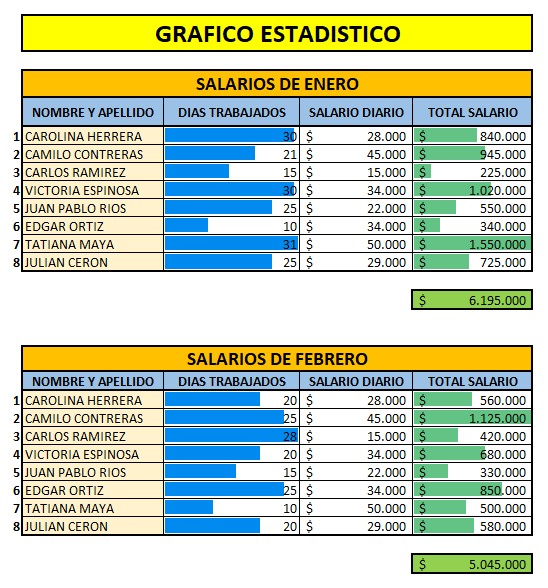 GRAFICO ESTADISTICO
SALARIOS DE ENERO
NOMBRE Y APELLIDO DIAS TRABAJADOS SALARIO DIARIO TOTAL SALARIO
1 CAROLINA HERRERA 30 $ 28.000 $ 840.000
2 CAMILO CONTRERAS 21 $ 45.000 $ 945.000
3 CARLOS RAMIREZ 15 $ 15.000 $ 225.000
4 VICTORIA ESPINOSA 30 $ 34.000 $ 1.020.000
5 JUAN PABLO RIOS 25 $ 22.000 $ 550.000
6 EDGAR ORTIZ 10 $ 34.000 $ 340.000
7 TATIANA MAYA 31 $ 50.000 $ 1.550.000
8 JULIAN CERON 25 $ 29.000 $ 725.000
$ 6.195.000
SALARIOS DE FEBRERO
NOMBRE Y APELLIDO DIAS TRABAJADOS SALARIO DIARIO TOTAL SALARIO
1 CAROLINA HERRERA 20 $ 28.000 $ 560.000
2 CAMILO CONTRERAS 25 $ 45.000 $ 1.125.000
3 CARLOS RAMIREZ 28 $ 15.000 $ 420.000
4 VICTORIA ESPINOSA 20 $ 34.000 $ 680.000
5 JUAN PABLO RIOS 15 $ 22.000 $ 330.000
6 EDGAR ORTIZ 25 $ 34.000 $ 850.000
7 TATIANA MAYA 10 $ 50.000 $ 500.000
8 JULIAN CERON 20 $ 29.000 $ 580.000
$ 5.045.000